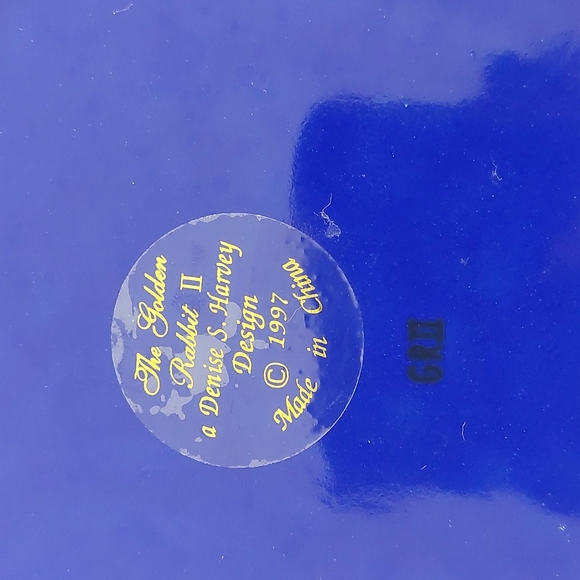 The Golden
Rabbit II
a Denise S. Harvey
Design
© 1997
Made in China
GRII